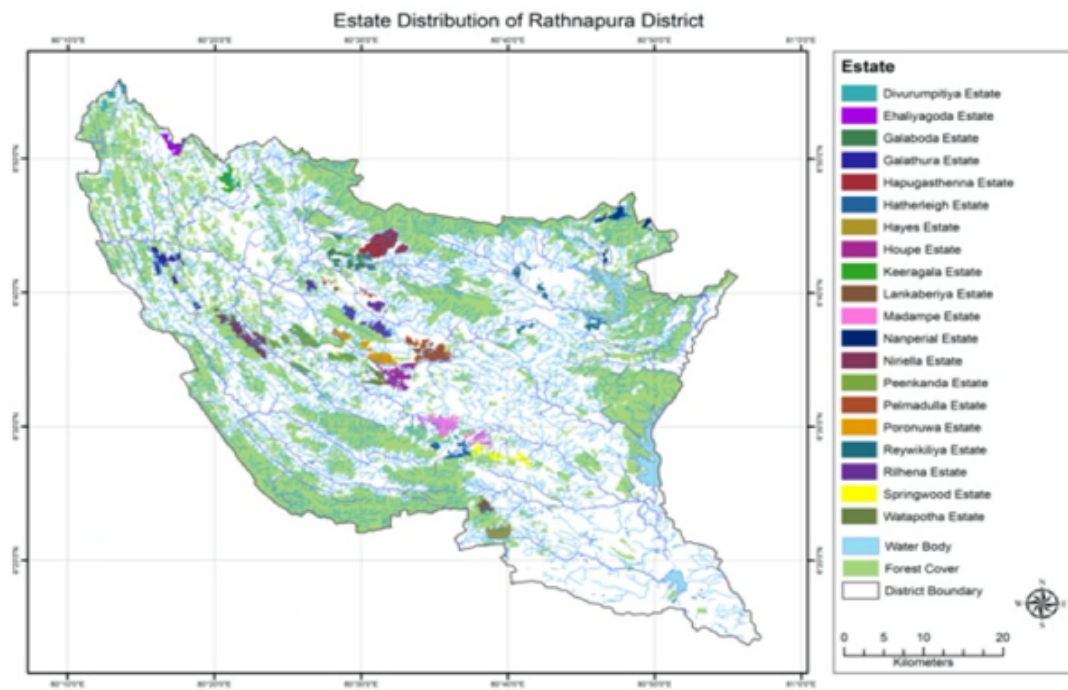 Estate Distribution of Rathnapura District
Estate
Divurumpitiya Estate
Ehaliyagoda Estate
Galaboda Estate
Galathura Estate
Hapugasthenna Estate
Hatherleigh Estate
Hayes Estate
Houpe Estate
Keeragala Estate
Lankaberiya Estate
Madampe Estate
Nanperial Estate
Niriella Estate
Peenkanda Estate
Pelmadulla Estate
Poronuwa Estate
Reywikiliya Estate
Rilhena Estate
Springwood Estate
Watapotha Estate
Water Body
Forest Cover
District Boundary
N
W
E
S
0 5 10 20
Kilometers